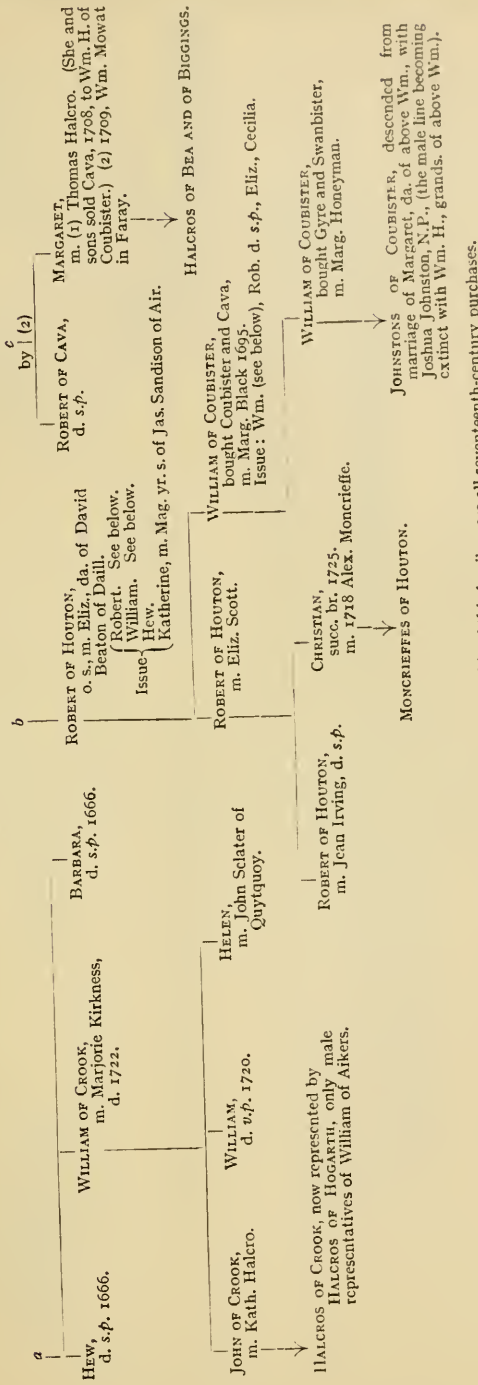 a
HEW,
d. s.p. 1666.
WILLIAM OF CROOK,
m. Marjorie Kirkness,
d. 1722.
BARBARA,
d. s.p. 1666.
b
ROBERT OF HOUTON,
o. s., m. Eliz., da. of David
Beaton of Daill.
Issue
Robert. See below.
William. See below.
Hew.
Katherine, m. Mag. yr. s. of Jas. Sandison of Air.
c
by (2)
ROBERT OF CAVA,
d. s.p.
MARGARET,
m. (1) Thomas Halcro. (She and
sons sold Cava, 1708, to Wm. H. of
Coubister.) (2) 1709, Wm. Mowat
in Faray.
HALCROS OF BEA AND OF BIGGINGS.
JOHN OF CROOK,
m. Kath. Halcro.
WILLIAM,
d. v.p. 1720.
HELEN,
m. John Sclater of
Quytquoy.
ROBERT OF HOUTON,
m. Eliz. Scott.
WILLIAM OF COUBISTER,
bought Coubister and Cava,
m. Marg. Black 1695.
Issue: Wm. (see below), Rob. d. s.p., Eliz., Cecilia.
HALCROS OF CROOK, now represented by
HALCROS OF HOGARTH, only male
representatives of William of Aikers.
ROBERT OF HOUTON,
m. Jean Irving, d. s.p.
CHRISTIAN,
succ. br. 1725.
m. 1718 Alex. Moncrieffe.
WILLIAM OF COUBISTER,
bought Gyre and Swanbister,
m. Marg. Honeyman.
MONCRIEFFES OF HOUTON.
JOHNSTONS OF COUBISTER, descended from
marriage of Margaret, da. of above Wm., with
Joshua Johnston, N.P., (the male line becoming
extinct with Wm. H., grands. of above Wm.).
seventeenth-century purchases.